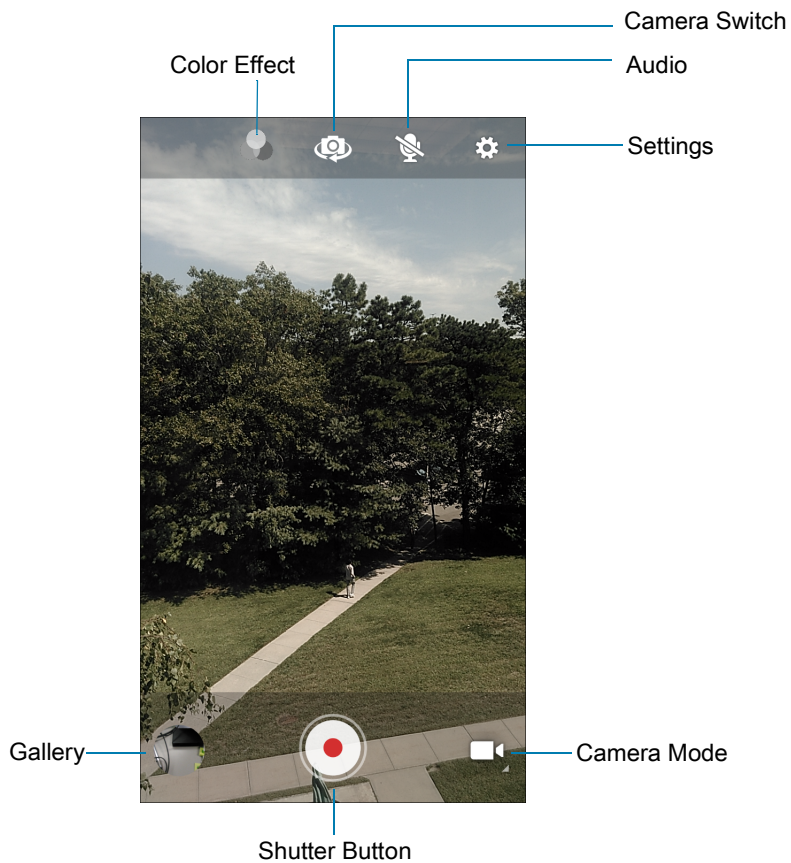 Camera Switch
Color Effect
Audio
Settings
Gallery
Camera Mode
Shutter Button